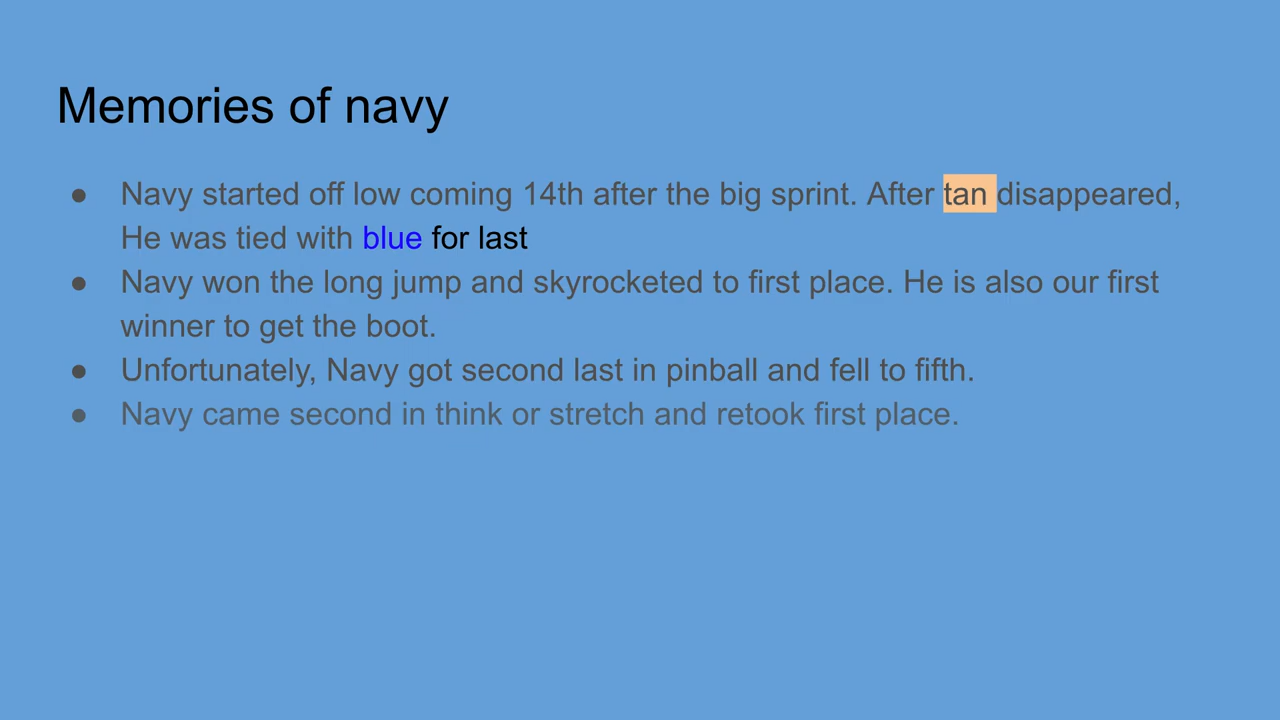 Memories of navy
● Navy started off low coming 14th after the big sprint. After tan disappeared,
He was tied with blue for last
● Navy won the long jump and skyrocketed to first place. He is also our first
winner to get the boot.
● Unfortunately, Navy got second last in pinball and fell to fifth.
● Navy came second in think or stretch and retook first place.